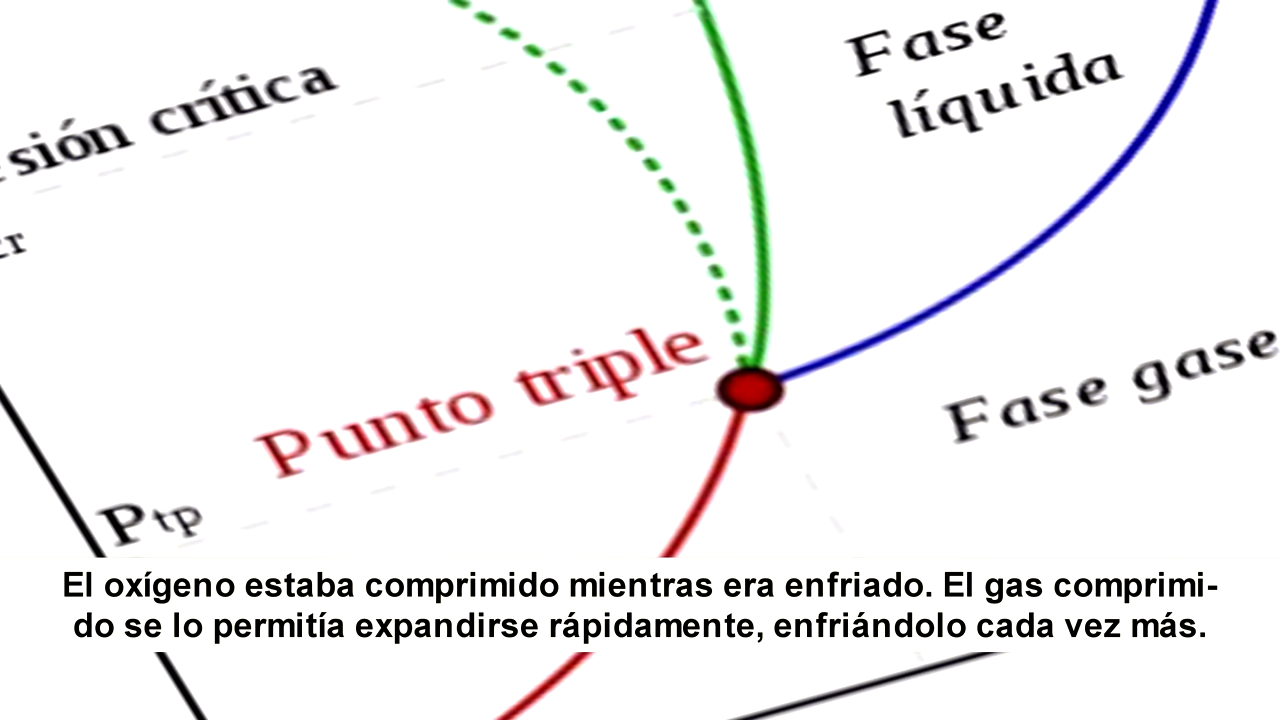 sión crítica
Fase
líquida
Punto triple
Fase gase
Ptp
El oxígeno estaba comprimido mientras era enfriado. El gas comprimi-
do se lo permitía expandirse rápidamente, enfriándolo cada vez más.